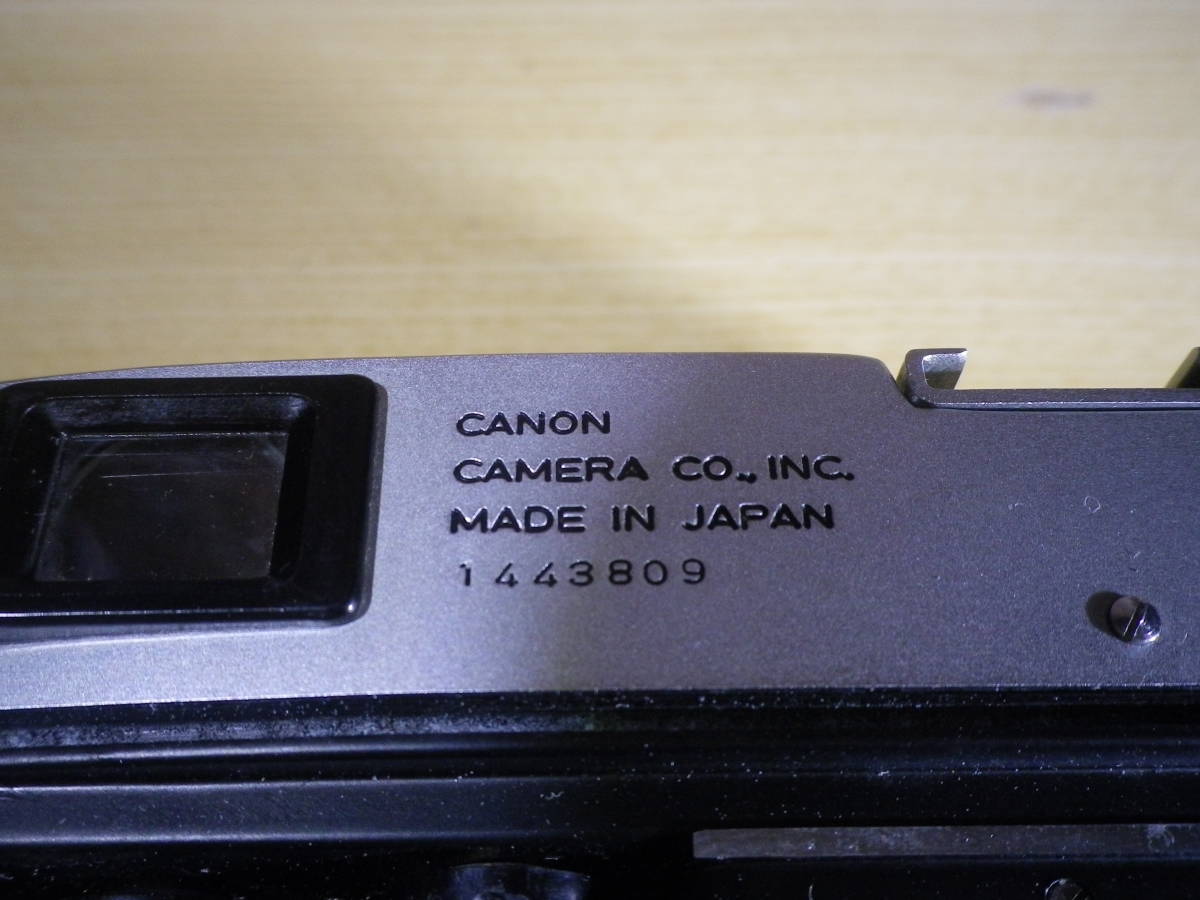 CANON
CAMERA CO., INC.
MADE IN JAPAN
1443809